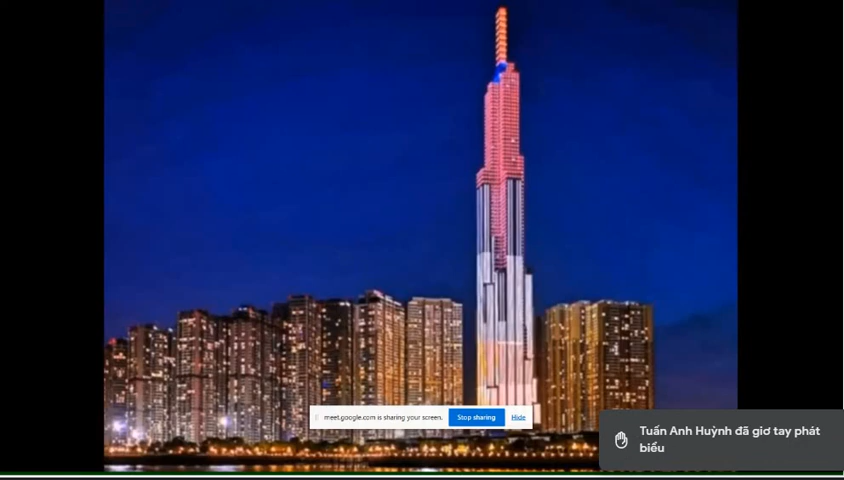 meet.google.com is sharing your screen.
Stop sharing
Hide
Tuấn Anh Huỳnh đã giơ tay phát
biểu